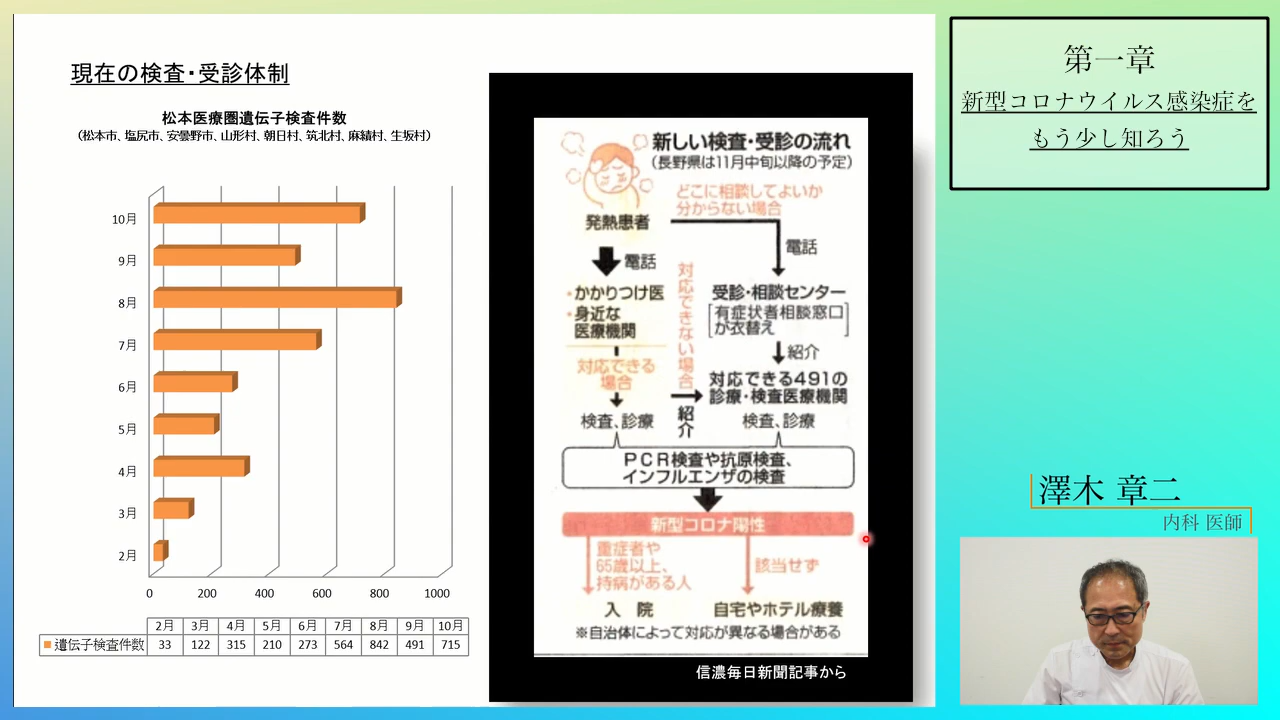 現在の検査・受診体制
松本医療圏遺伝子検査件数
（松本市、塩尻市、安曇野市、山形村、朝日村、筑北村、麻績村、生坂村）
10月
9月
8月
7月
6月
5月
4月
3月
2月
0 200 400 600 800 1000
2月 3月 4月 5月 6月 7月 8月 9月 10月
遺伝子検査件数 33 122 315 210 273 564 842 491 715
新しい検査・受診の流れ
（長野県は11月中旬以降の予定）
どこに相談してよいか
分からない場合
発熱患者
電話
電話
・かかりつけ医
・身近な
医療機関
対応できない場合
受診・相談センター
［有症状者相談窓口
が衣替え］
紹介
対応できる
場合
対応できる491の
診療・検査医療機関
紹介
検査、診療
検査、診療
ＰＣＲ検査や抗原検査、
インフルエンザの検査
新型コロナ陽性
重症者や
65歳以上、
持病がある人
該当せず
入 院
自宅やホテル療養
※自治体によって対応が異なる場合がある
信濃毎日新聞記事から
第一章
新型コロナウイルス感染症を
もう少し知ろう
澤木 章二
内科 医師